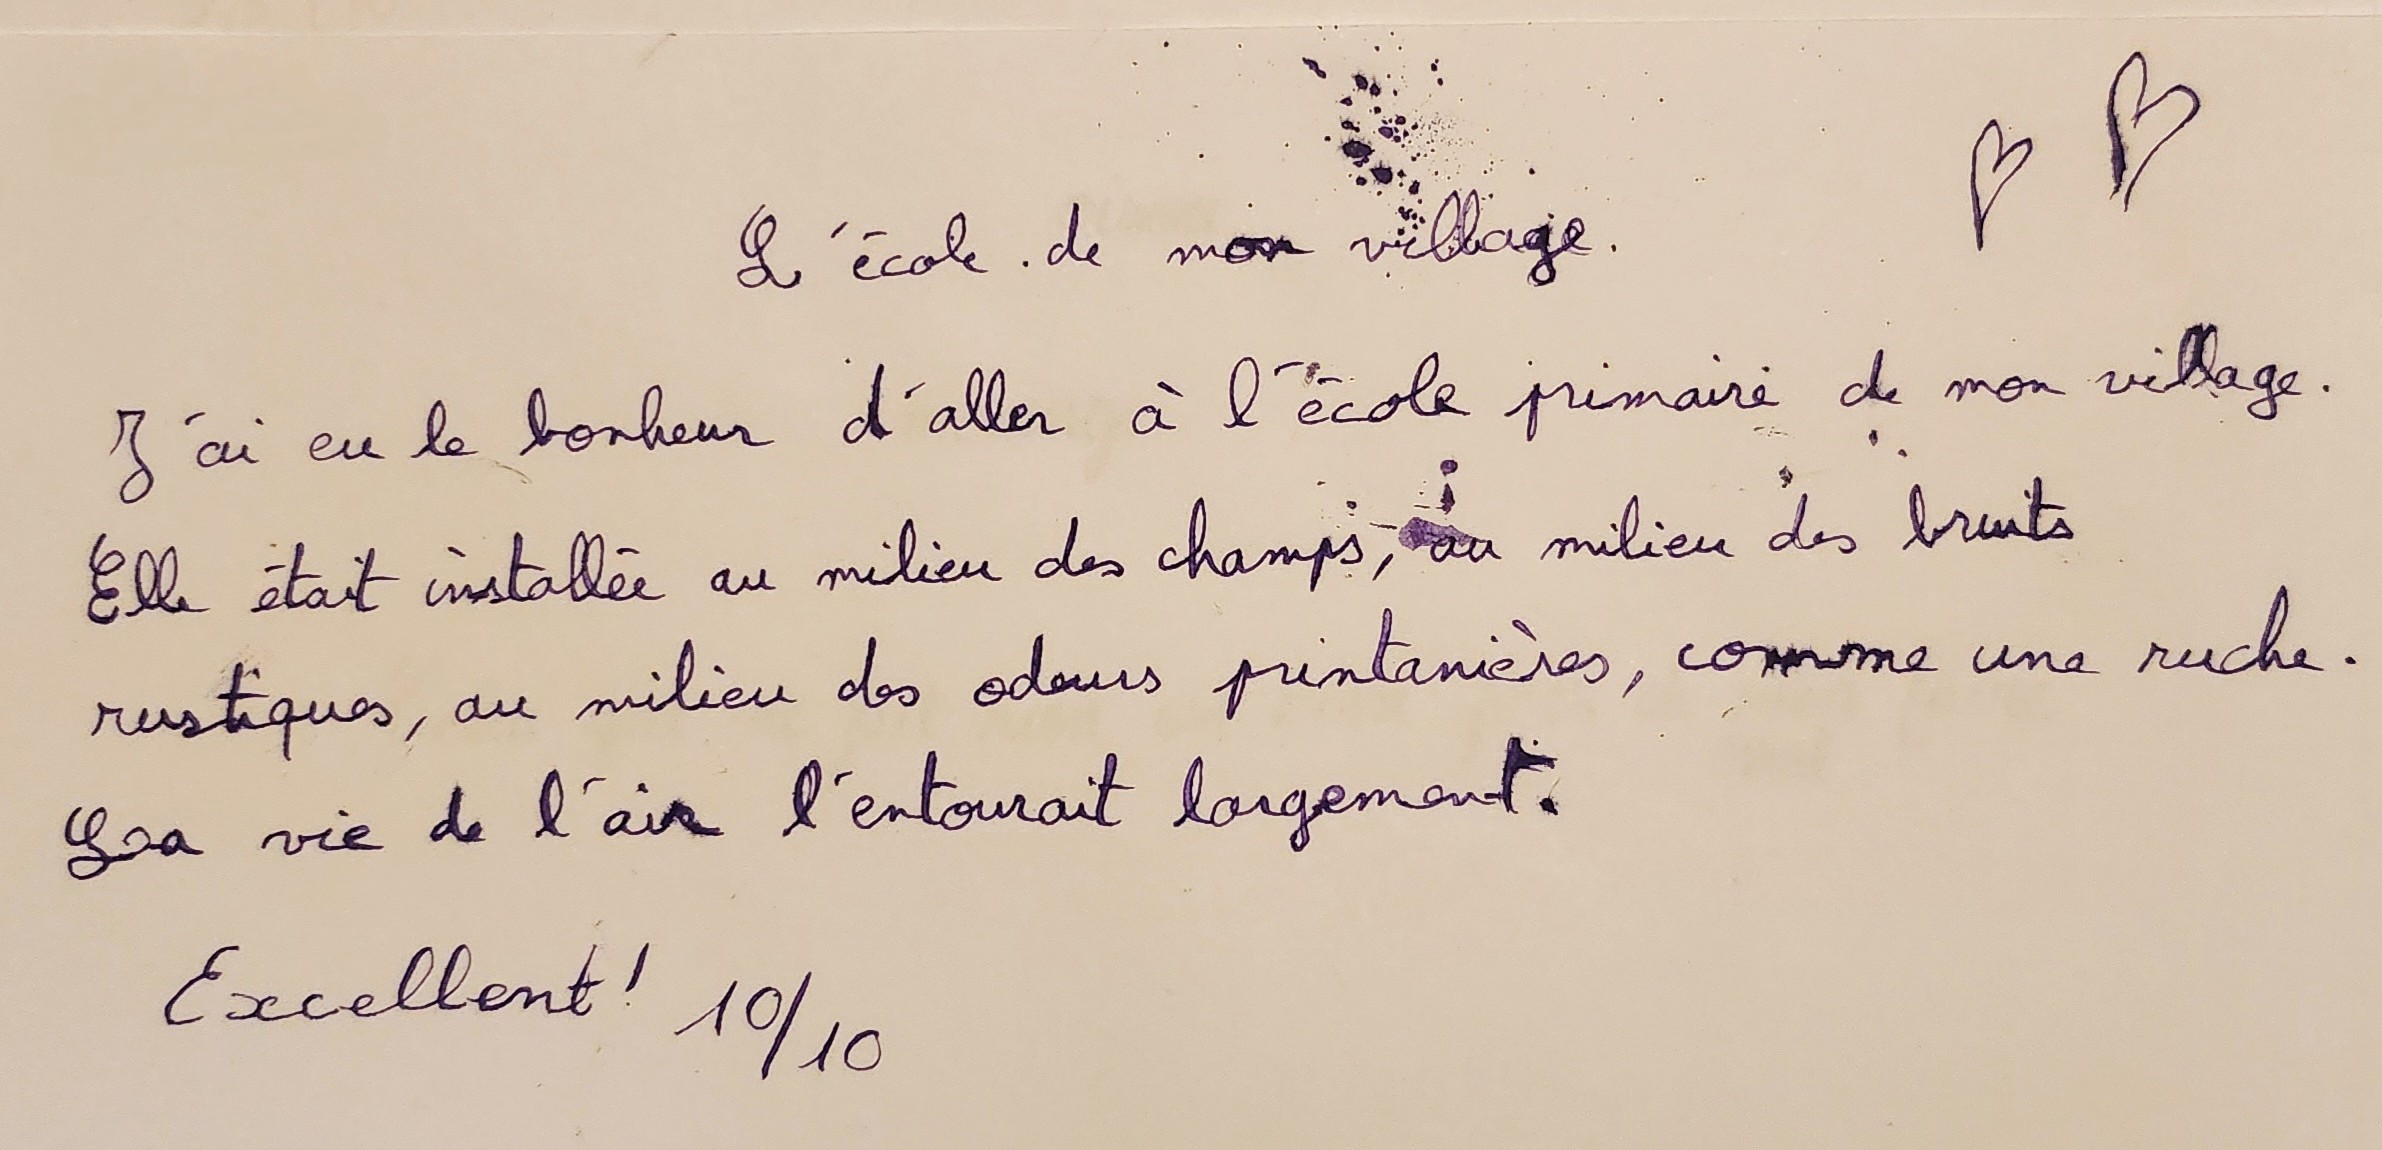 L'école de mon village.
J'ai eu le bonheur d'aller à l'école primaire de mon village.
Elle était installée au milieu des champs, au milieu des bruits
rustiques, au milieu des odeurs printanières, comme une ruche.
La vie de l'air l'entourait largement.
Excellent! 10/10